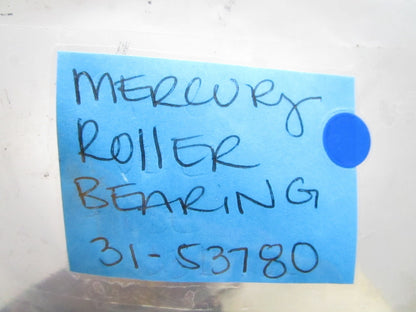 MERCURy
ROllER
BEARiNG
31-53780